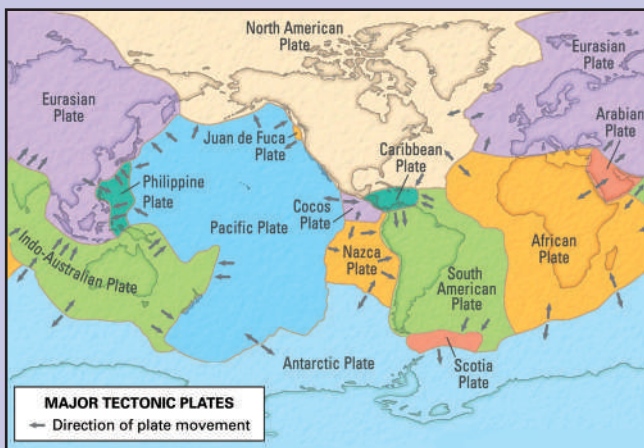 North American
Plate
Eurasian
Plate
Eurasian
Plate
Arabian
Plate
Juan de Fuca
Plate
Caribbean
Plate
Philippine
Plate
Cocos
Plate
Pacific Plate
African
Plate
Nazca
Plate
Indo-Australian Plate
South
American
Plate
Antarctic Plate
Scotia
Plate
MAJOR TECTONIC PLATES
Direction of plate movement